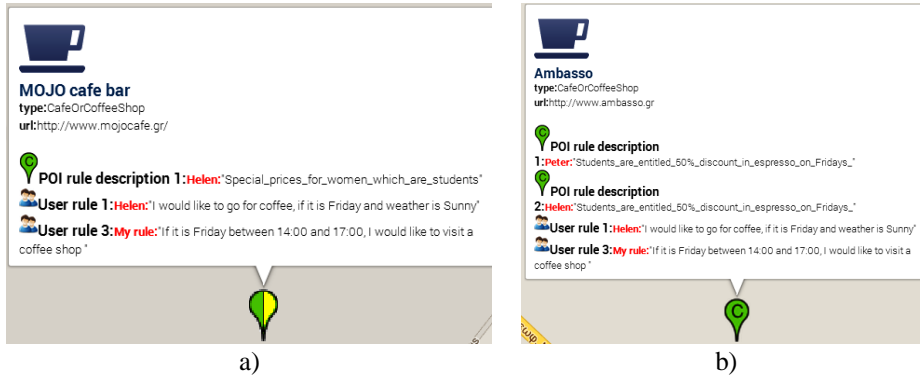 MOJO cafe bar
type:CafeOrCoffeeShop
url:http://www.mojocafe.gr/
C
POI rule description 1:Helen:"Special_prices_for_women_which_are_students"
User rule 1:Helen:"I would like to go for coffee, if it is Friday and weather is Sunny"
User rule 3:My rule:"If it is Friday between 14:00 and 17:00, I would like to visit a
coffee shop "
a)
Ambasso
type:CafeOrCoffeeShop
url:http://www.ambasso.gr
C
POI rule description
1:Peter:"Students_are_entitled_50%_discount_in_espresso_on_Fridays_"
C
POI rule description
2:Helen:"Students_are_entitled_50%_discount_in_espresso_on_Fridays_"
User rule 1:Helen:"I would like to go for coffee, if it is Friday and weather is Sunny"
User rule 3:My rule:"If it is Friday between 14:00 and 17:00, I would like to visit a
coffee shop "
C
b)